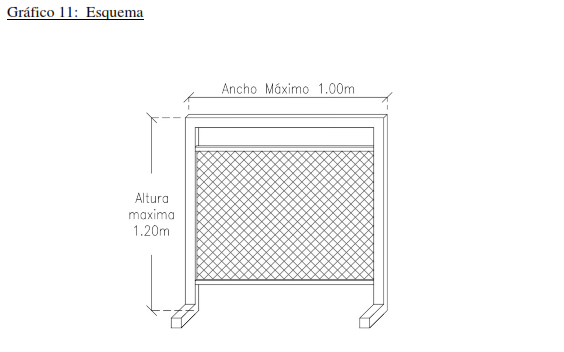 Gráfico 11: Esquema
Ancho Máximo 1.00m
Altura
maxima
1.20m